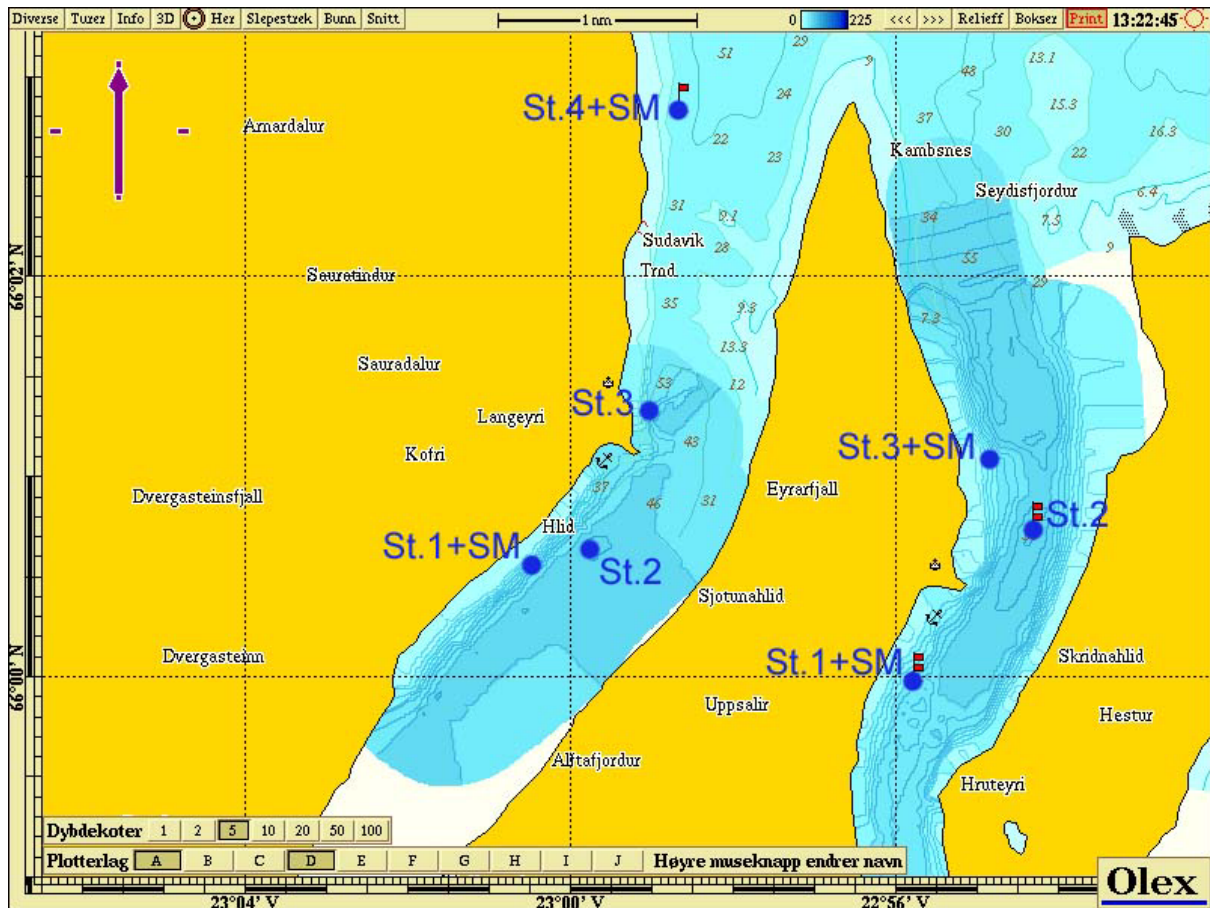 Diverse Turer Info 3D Her Slepestrek Bunn Snitt 1 nm 0 225 <<< >>> Relieff Bokser Print 13:22:45
51
29
9
48
13.1
24
St.4+SM
37
15.3
Arnardalur
22
30
16.3
23
Kambsnes
22
Seydisfjordur
6.4
31
9.1
34
7.5
Sudavik
28
9
55
66°02' N
Sauratindur
Trod
29
35
9.3
7.3
13.3
Sauradalur
53
12
St.3
Langeyri
43
St.3+SM
Kofri
37
46
31
Eyrarfjall
Dvergasteinsfjall
St.2
Hlid
St.1+SM
St.2
Sjotunahlid
Dvergasteinn
St.1+SM
Skridnahlid
66°00' N
Uppsalir
Hestur
Alftafjordur
Hruteyri
Dybdekoter 1 2 5 10 20 50 100
Plotterlag A B C D E F G H I J Høyre museknapp endrer navn
Olex
23°04' V 23°00' V 22°56' V